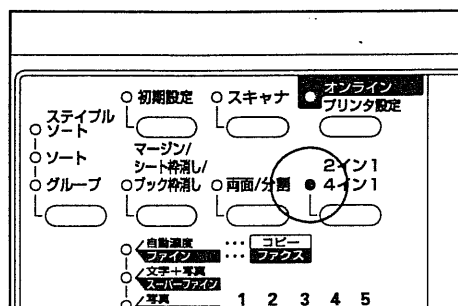 オンライン
初期設定
スキャナ
プリンタ設定
ステイプル
ソート
ソート
グループ
マージン/
シート枠消し/
ブック枠消し
両面/分割
2イン1
4イン1
自動濃度 ・・・ コピー
ファイン ・・・ ファクス
文字+写真
スーパーファイン
写真
1 2 3 4 5